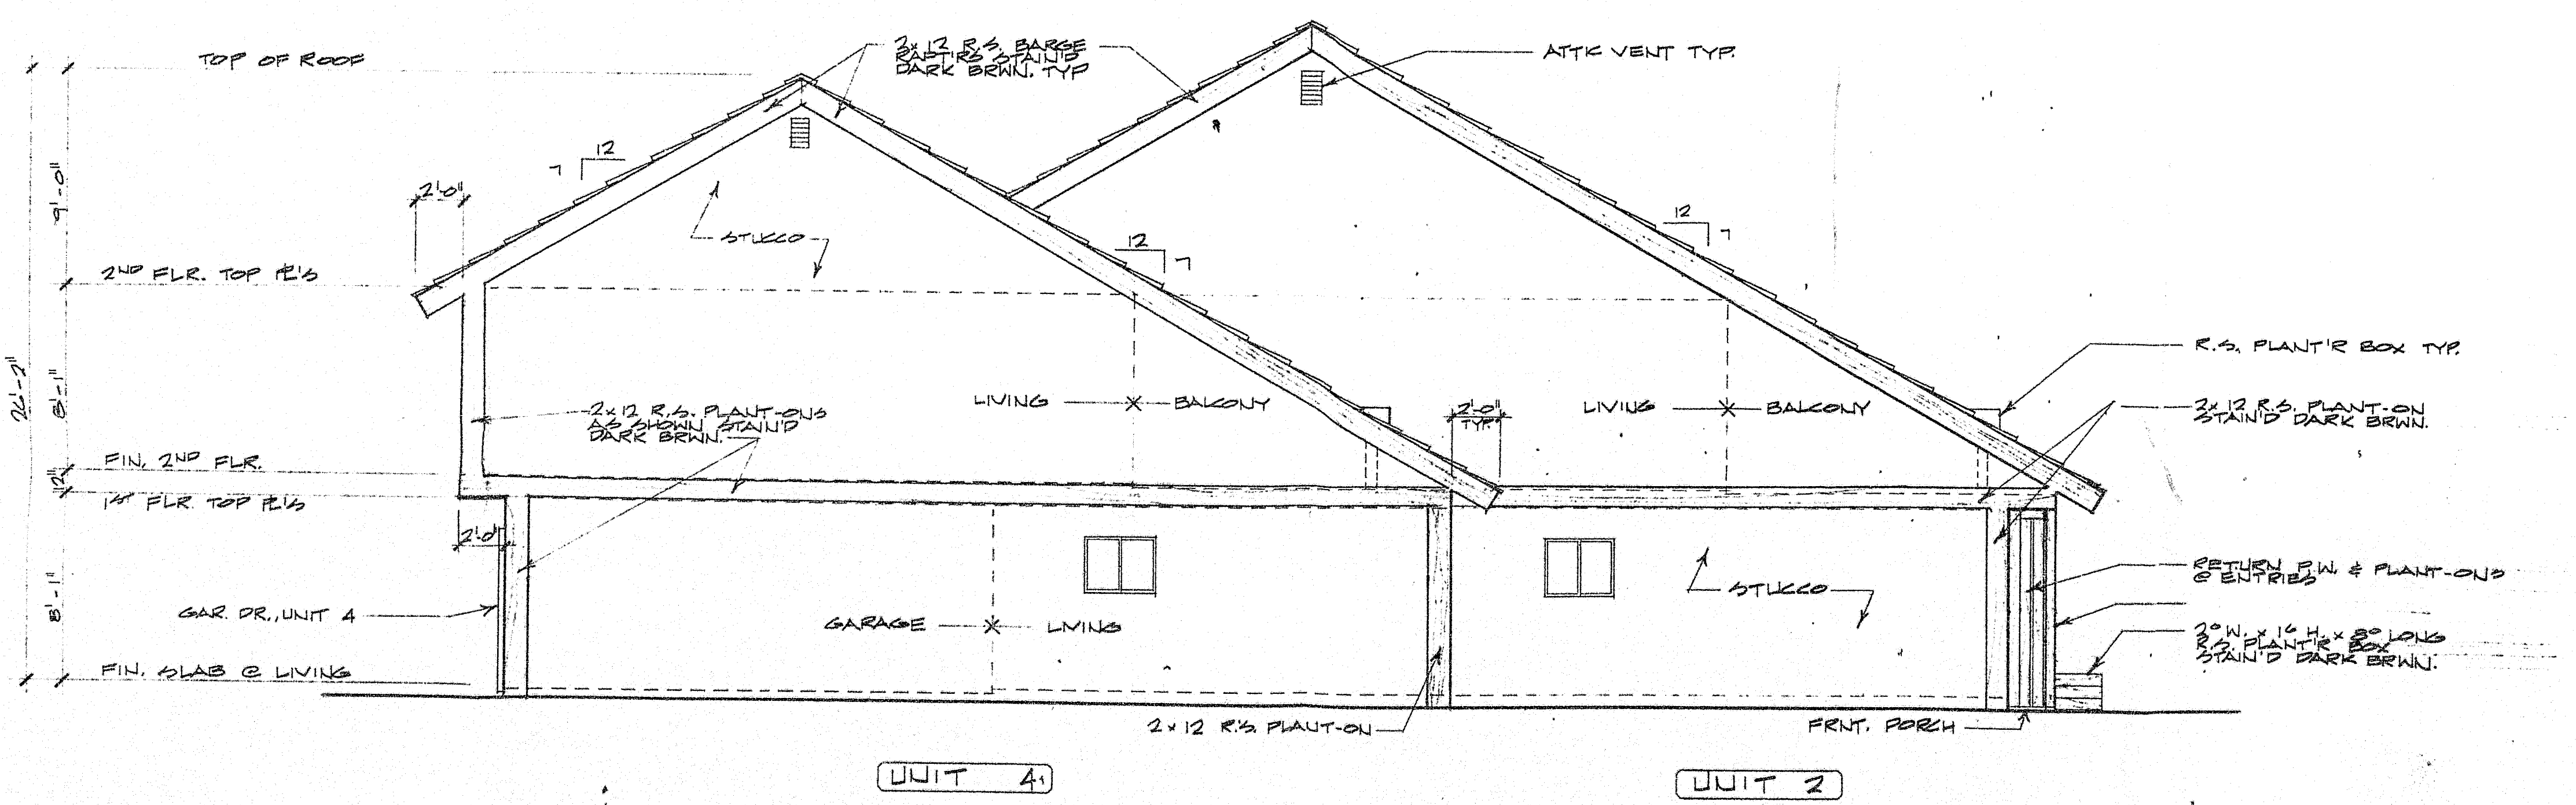 TOP OF ROOF
2x12 R.S. BARGE
RAPT'RS STAIN'D
DARK BRWN. TYP
ATTIC VENT TYP.
12
7
2'-0"
9'-0"
STUCCO
12
7
12
7
2ND FLR. TOP PL'S
26'-2"
8'-1"
2x12 R.S. PLANT-ONS
AS SHOWN STAIN'D
DARK BRWN.
LIVING
BALCONY
2'-0"
TYP.
LIVING
BALCONY
R.S. PLANT'R BOX TYP.
2x12 R.S. PLANT-ON
STAIN'D DARK BRWN.
FIN. 2ND FLR.
12"
1ST FLR. TOP PL'S
2'-0"
8'-1"
GAR. DR., UNIT 4
GARAGE
LIVING
STUCCO
RETURN P.W. & PLANT-ONS
@ ENTRIES
2⁰ W. x 16 H. x 8⁰ LONG
R.S. PLANT'R BOX
STAIN'D DARK BRWN.
FIN. SLAB @ LIVING
2x12 R.S. PLANT-ON
FRNT. PORCH
UNIT 4
UNIT 2